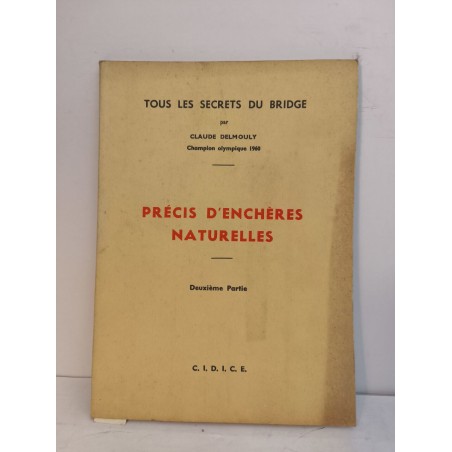 TOUS LES SECRETS DU BRIDGE
par
CLAUDE DELMOULY
Champion olympique 1960
PRÉCIS D'ENCHÈRES
NATURELLES
Deuxième Partie
C. I. D. I. C. E.